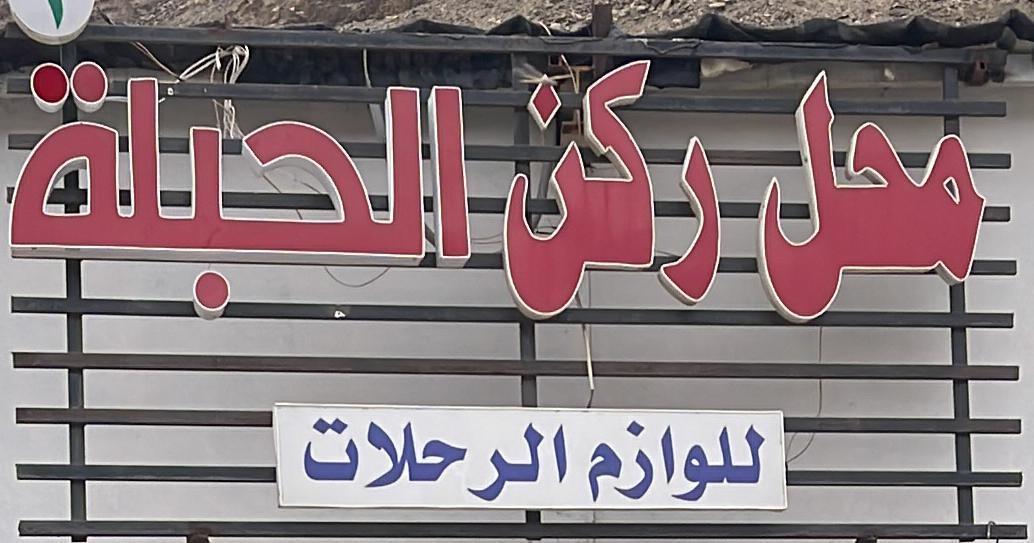 محل ركن الحبلة
للوازم الرحلات